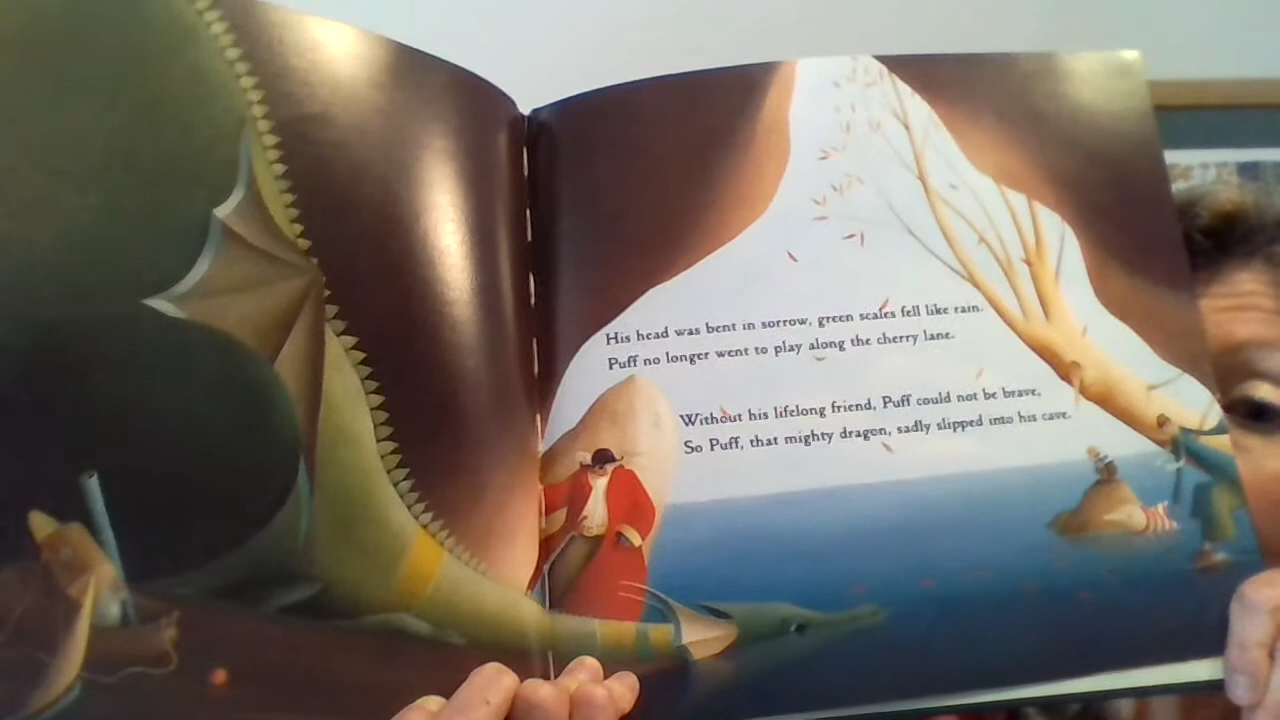 His head was bent in sorrow, green scales fell like rain.
Puff no longer went to play along the cherry lane.
Without his lifelong friend, Puff could not be brave,
So Puff, that mighty dragon, sadly slipped into his cave.